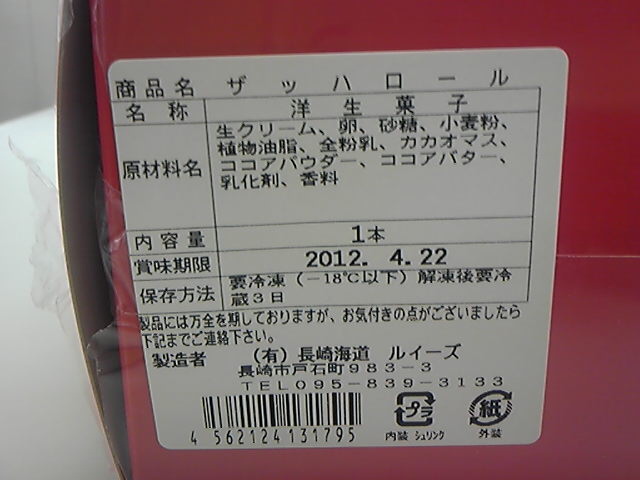 商品名 ザッハロール
名称 洋生菓子
原材料名 生クリーム、卵、砂糖、小麦粉、
植物油脂、全粉乳、カカオマス、
ココアパウダー、ココアバター、
乳化剤、香料
内容量 1本
賞味期限 2012. 4.22
保存方法 要冷凍(-18℃以下)解凍後要冷
蔵3日
製品には万全を期しておりますが、お気付きの点がございましたら
下記までご連絡下さい。
製造者 (有)長崎海道 ルイーズ
長崎市戸石町983-3
TEL095-839-3133
4 562124 131795
プラ
内装 シュリンク
紙
外装